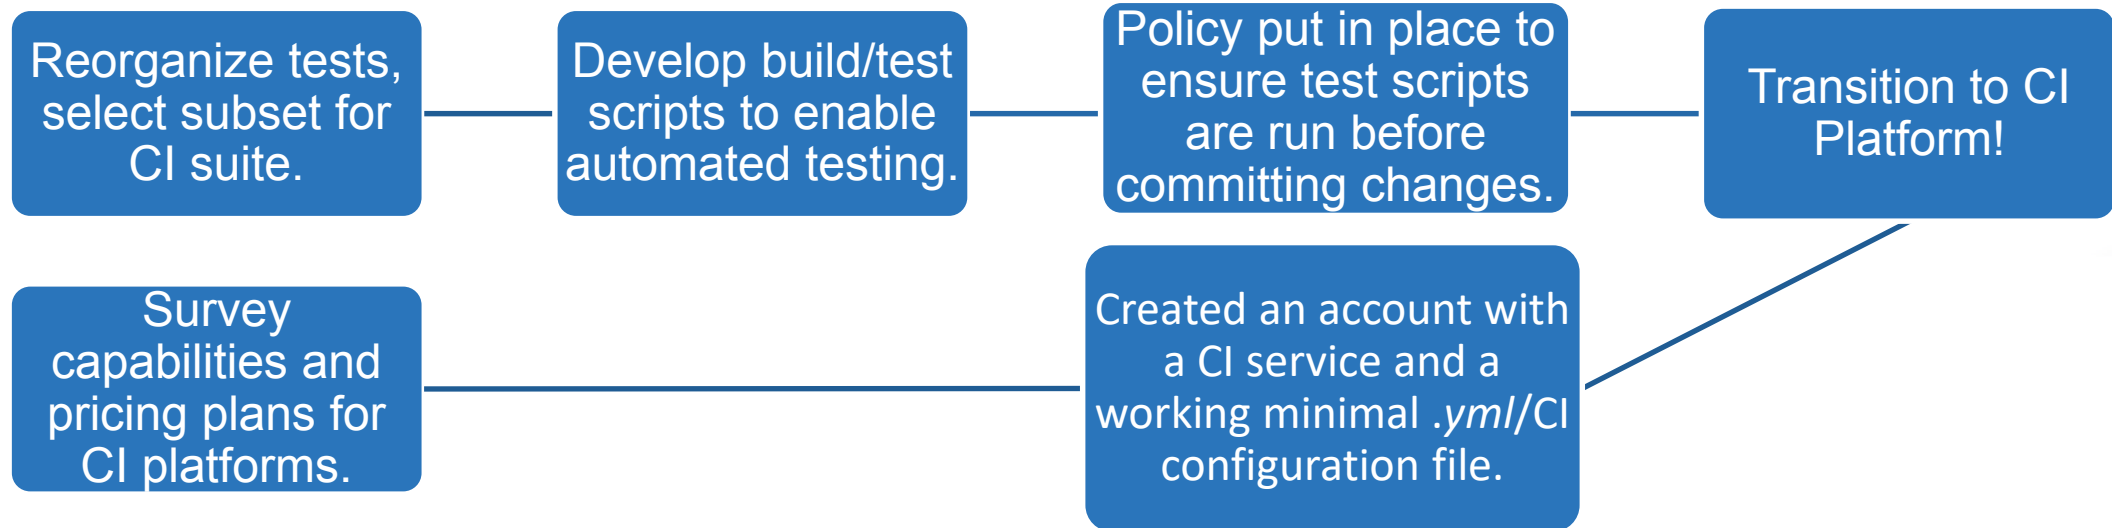 Reorganize tests,
select subset for
CI suite.
Develop build/test
scripts to enable
automated testing.
Policy put in place to
ensure test scripts
are run before
committing changes.
Transition to CI
Platform!
Survey
capabilities and
pricing plans for
CI platforms.
Created an account with
a CI service and a
working minimal .yml/CI
configuration file.